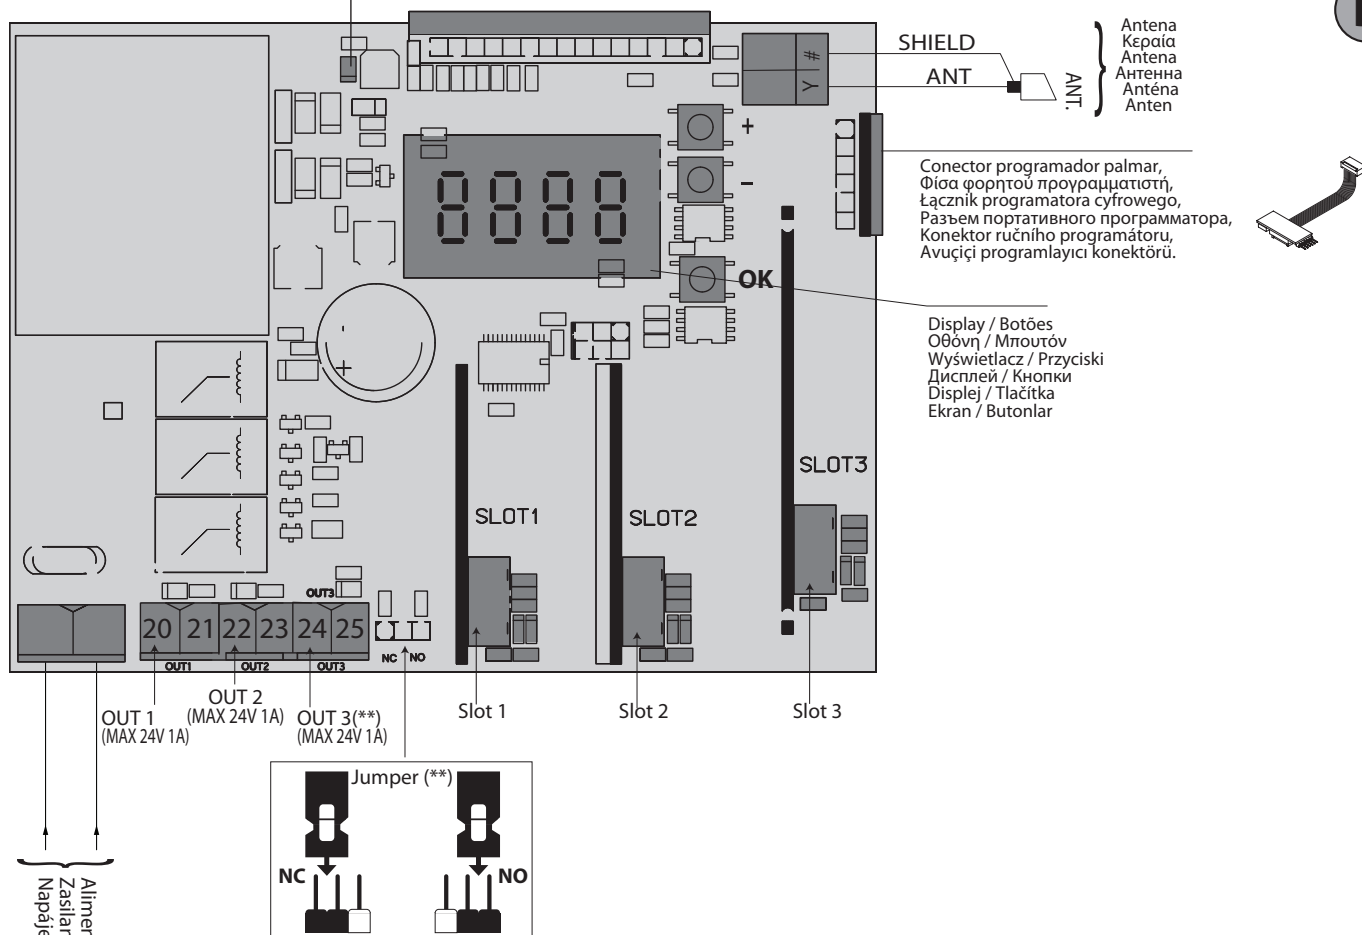 SHIELD
ANT
#
Y
ANT.
Antena
Κεραία
Antena
Антенна
Anténa
Anten
+
-
OK
Conector programador palmar,
Φίσα φορητού προγραμματιστή,
Łącznik programatora cyfrowego,
Разъем портативного программатора,
Konektor ručního programátoru,
Avuçiçi programlayıcı konektörü.
8888
Display / Botões
Οθόνη / Μπουτόν
Wyświetlacz / Przyciski
Дисплей / Кнопки
Displej / Tlačítka
Ekran / Butonlar
-
+
SLOT1
SLOT2
SLOT3
OUT3
20 21 22 23 24 25
OUT1 OUT2 OUT3
NC NO
OUT 1
(MAX 24V 1A)
OUT 2
(MAX 24V 1A)
OUT 3(**)
(MAX 24V 1A)
Slot 1
Slot 2
Slot 3
Jumper (**)
NC
NO